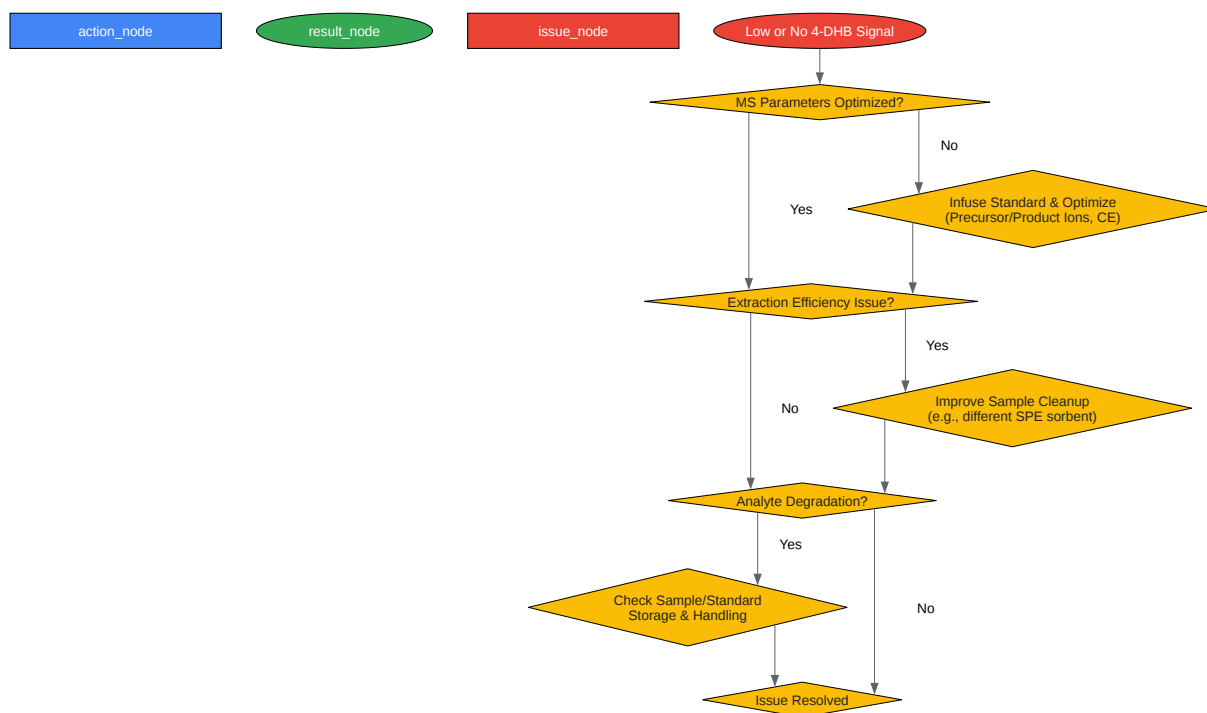 action_node
result_node
issue_node
Low or No 4-DHB Signal
MS Parameters Optimized?
No
Yes
Infuse Standard & Optimize
(Precursor/Product Ions, CE)
Extraction Efficiency Issue?
Yes
No
Improve Sample Cleanup
(e.g., different SPE sorbent)
Analyte Degradation?
Yes
Check Sample/Standard
Storage & Handling
No
Issue Resolved